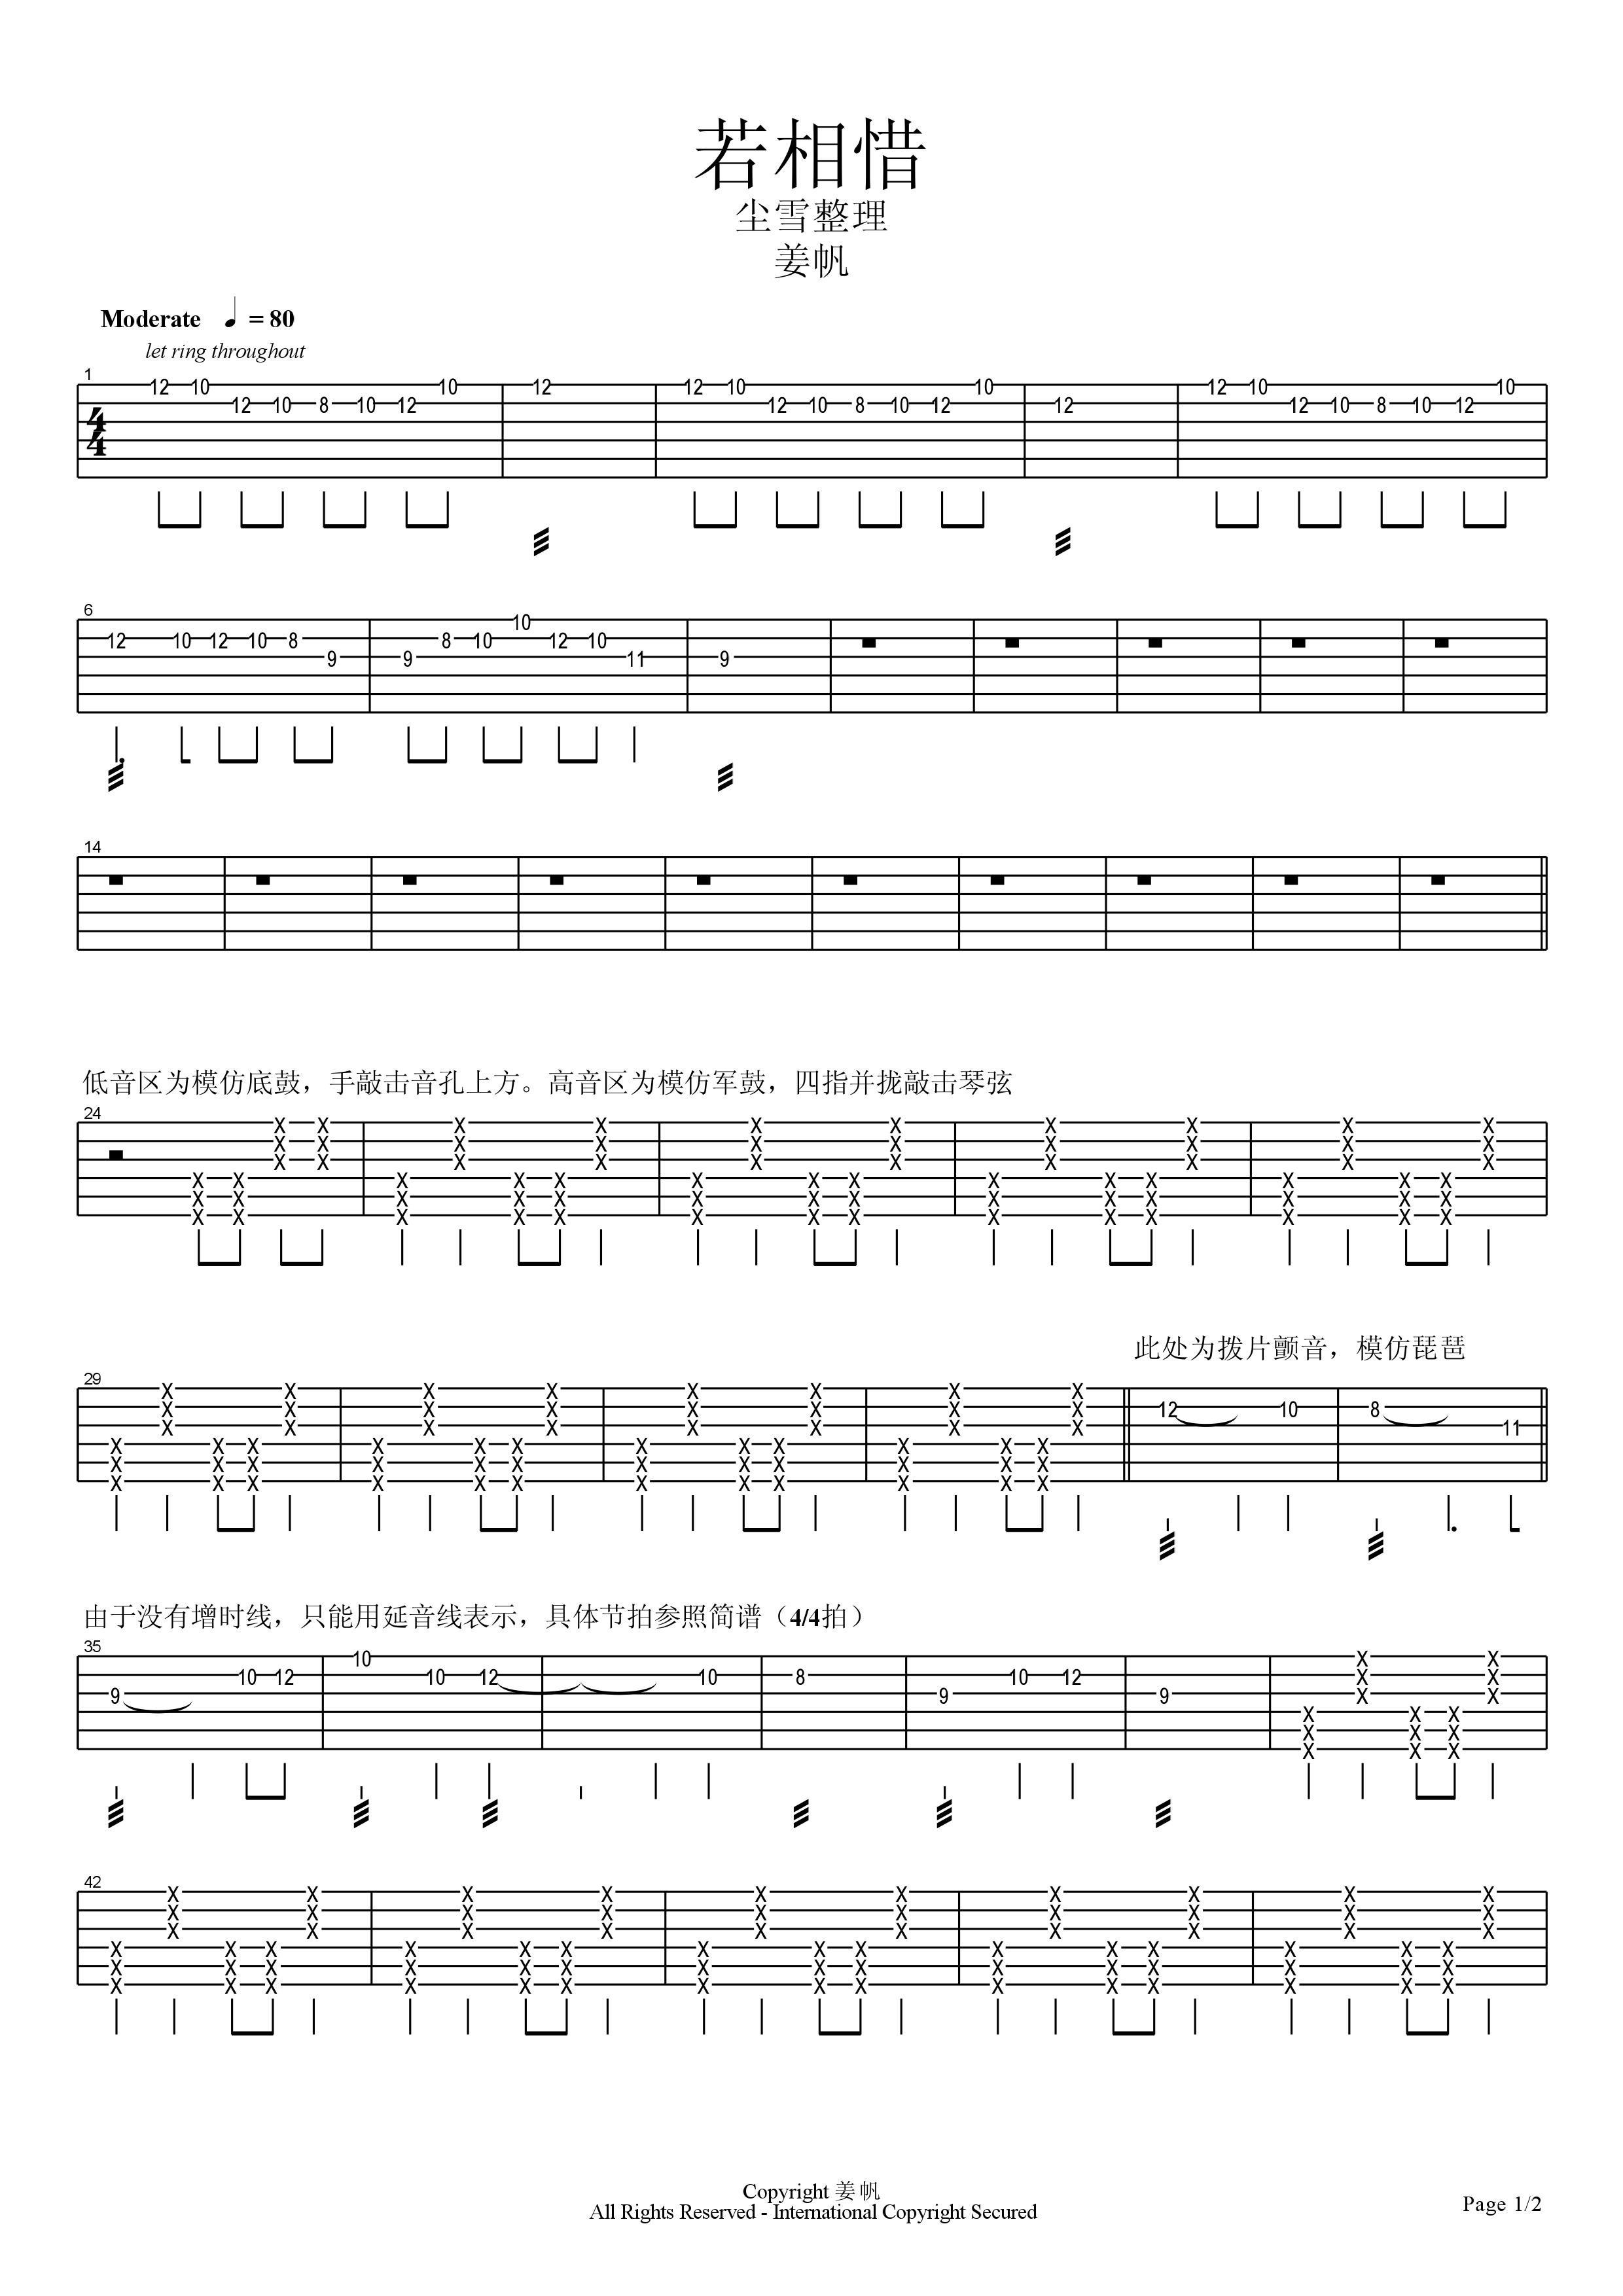 若相惜
尘雪整理
姜帆
Moderate ♩ = 80
let ring throughout
1
12 10 12 10 8 10 12 10 12 12 10 12 10 8 10 12 10 12 12 10 12 10 8 10 12 10
4
4
6
12 10 12 10 8 9 9 8 10 10 12 10 11 9
14
低音区为模仿底鼓，手敲击音孔上方。高音区为模仿军鼓，四指并拢敲击琴弦
24
X X X X X X X X X X
X X X X X X X X X X
X X X X X X X X X X
X X X X X X X X X X X X X X
X X X X X X X X X X X X X X
X X X X X X X X X X X X X X
此处为拨片颤音，模仿琵琶
29
X X X X X X X X
X X X X X X X X 12 10 8
X X X X X X X X 11
X X X X X X X X X X X X
X X X X X X X X X X X X
X X X X X X X X X X X X
由于没有增时线，只能用延音线表示，具体节拍参照简谱（4/4拍）
35
10 X X
10 12 10 12 10 8 10 12 X X
9 9 9 X X
X X X
X X X
X X X
42
X X X X X X X X X X
X X X X X X X X X X
X X X X X X X X X X
X X X X X X X X X X X X X X X
X X X X X X X X X X X X X X X
X X X X X X X X X X X X X X X
Copyright 姜帆
All Rights Reserved - International Copyright Secured
Page 1/2